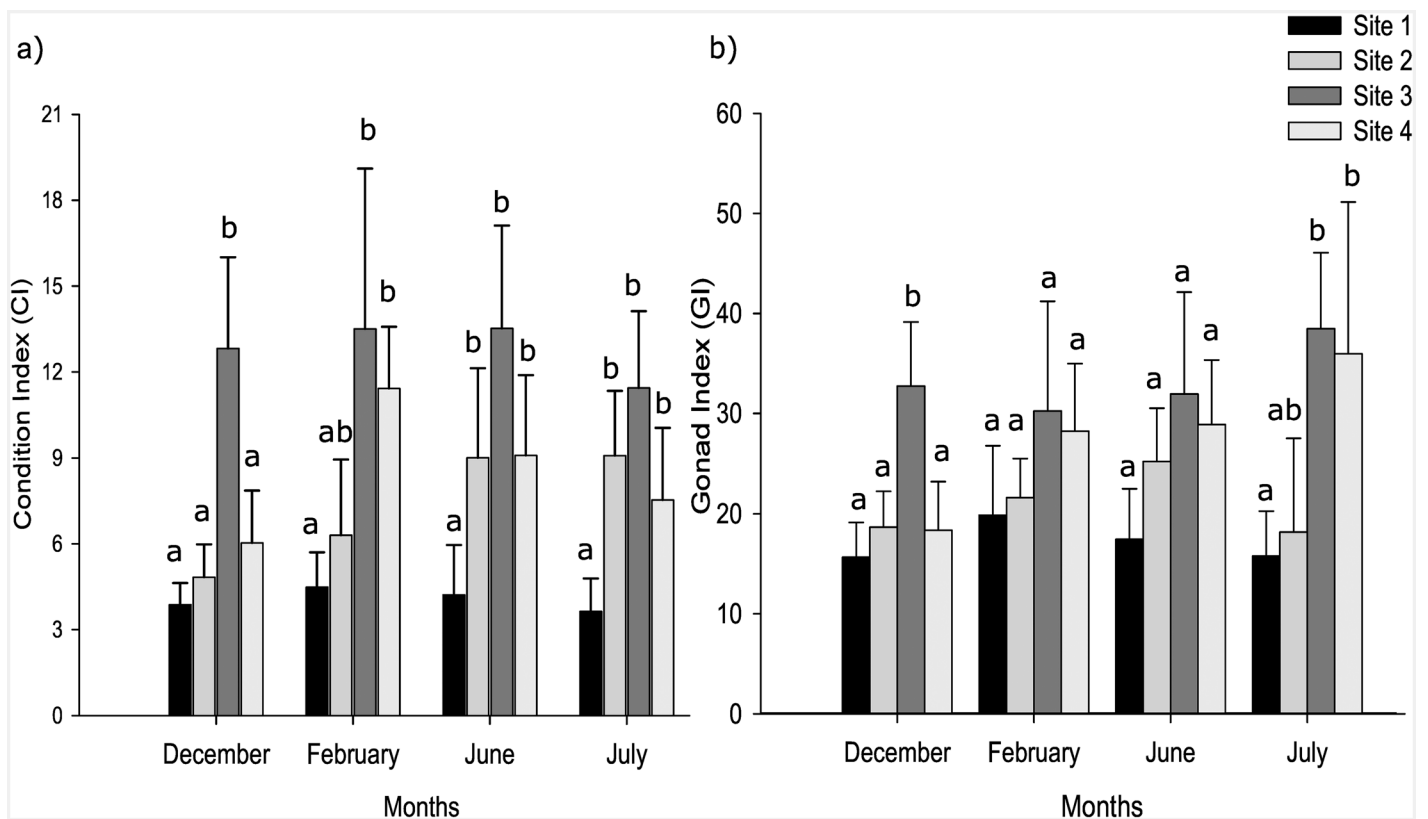 a)
Condition Index (CI)
21
18
15
12
9
6
3
0
a a b a
a ab b b
a b b b
a b b b
December February June July
Months
b)
Site 1
Site 2
Site 3
Site 4
Gonad Index (GI)
60
50
40
30
20
10
0
a a b a
a a a a
a a a a
a ab b b
December February June July
Months